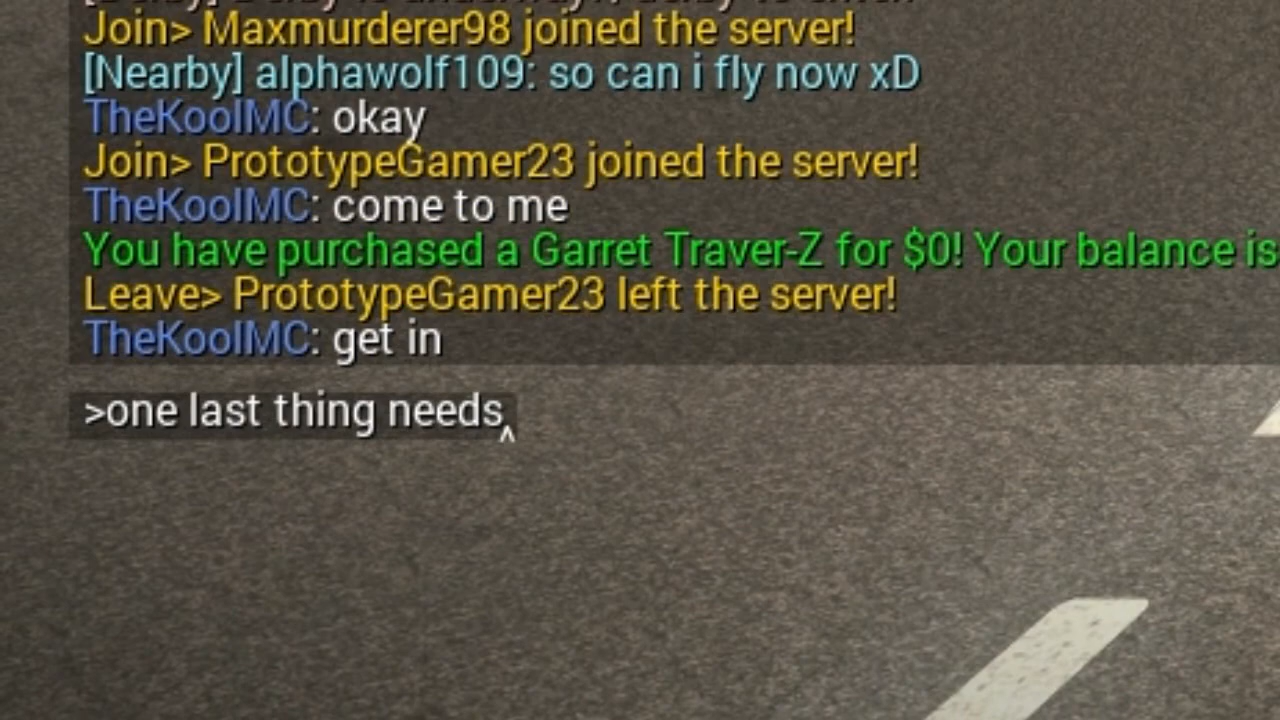 Join> Maxmurderer98 joined the server!
[Nearby] alphawolf109: so can i fly now xD
TheKoolMC: okay
Join> PrototypeGamer23 joined the server!
TheKoolMC: come to me
You have purchased a Garret Traver-Z for $0! Your balance is
Leave> PrototypeGamer23 left the server!
TheKoolMC: get in
>one last thing needs^